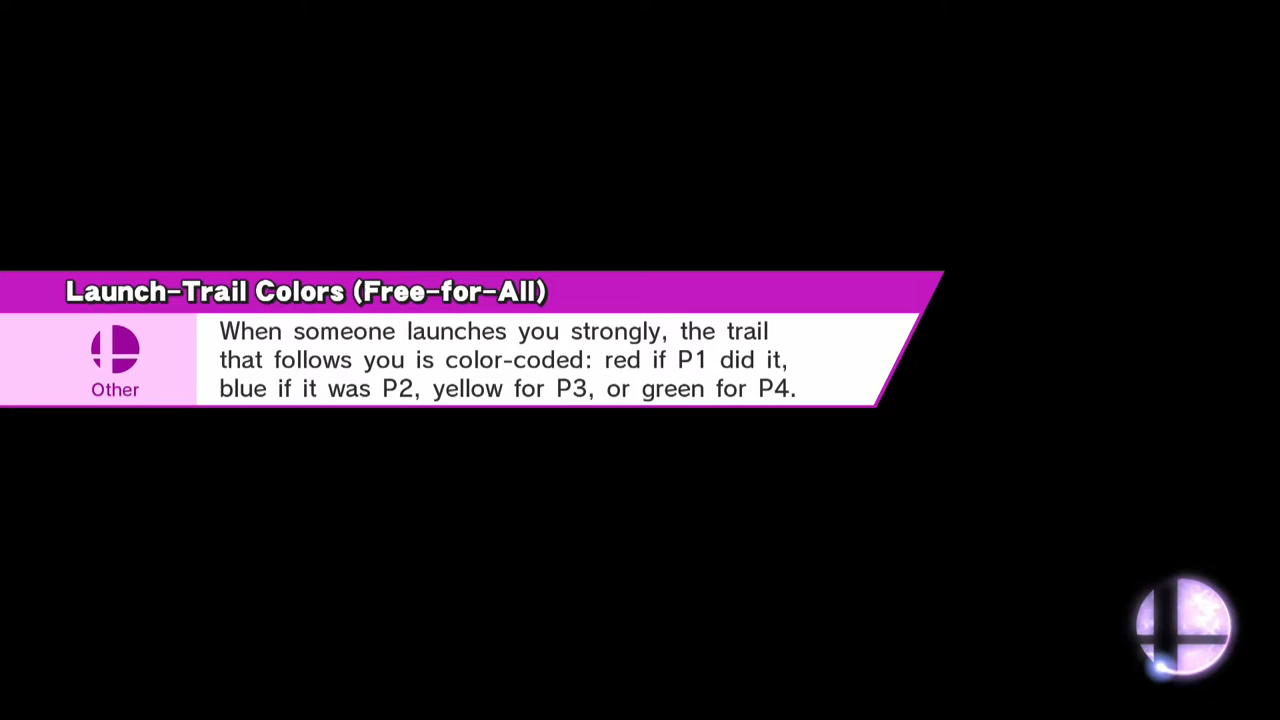 Launch-Trail Colors (Free-for-All)
Other
When someone launches you strongly, the trail
that follows you is color-coded: red if P1 did it,
blue if it was P2, yellow for P3, or green for P4.